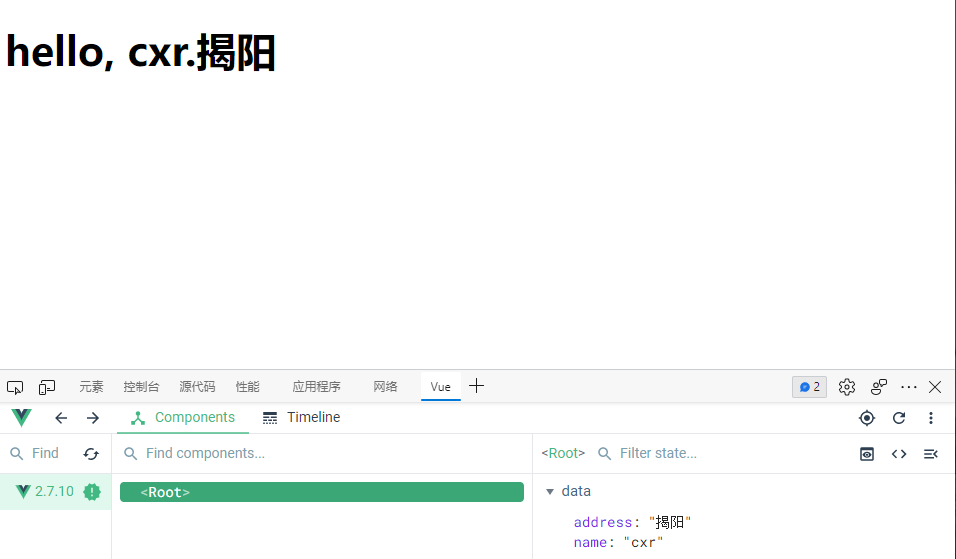 hello, cxr.揭阳
元素 控制台 源代码 性能 应用程序 网络 Vue 2
Components Timeline
Find Find components... <Root> Filter state...
2.7.10 <Root> data
address: "揭阳"
name: "cxr"